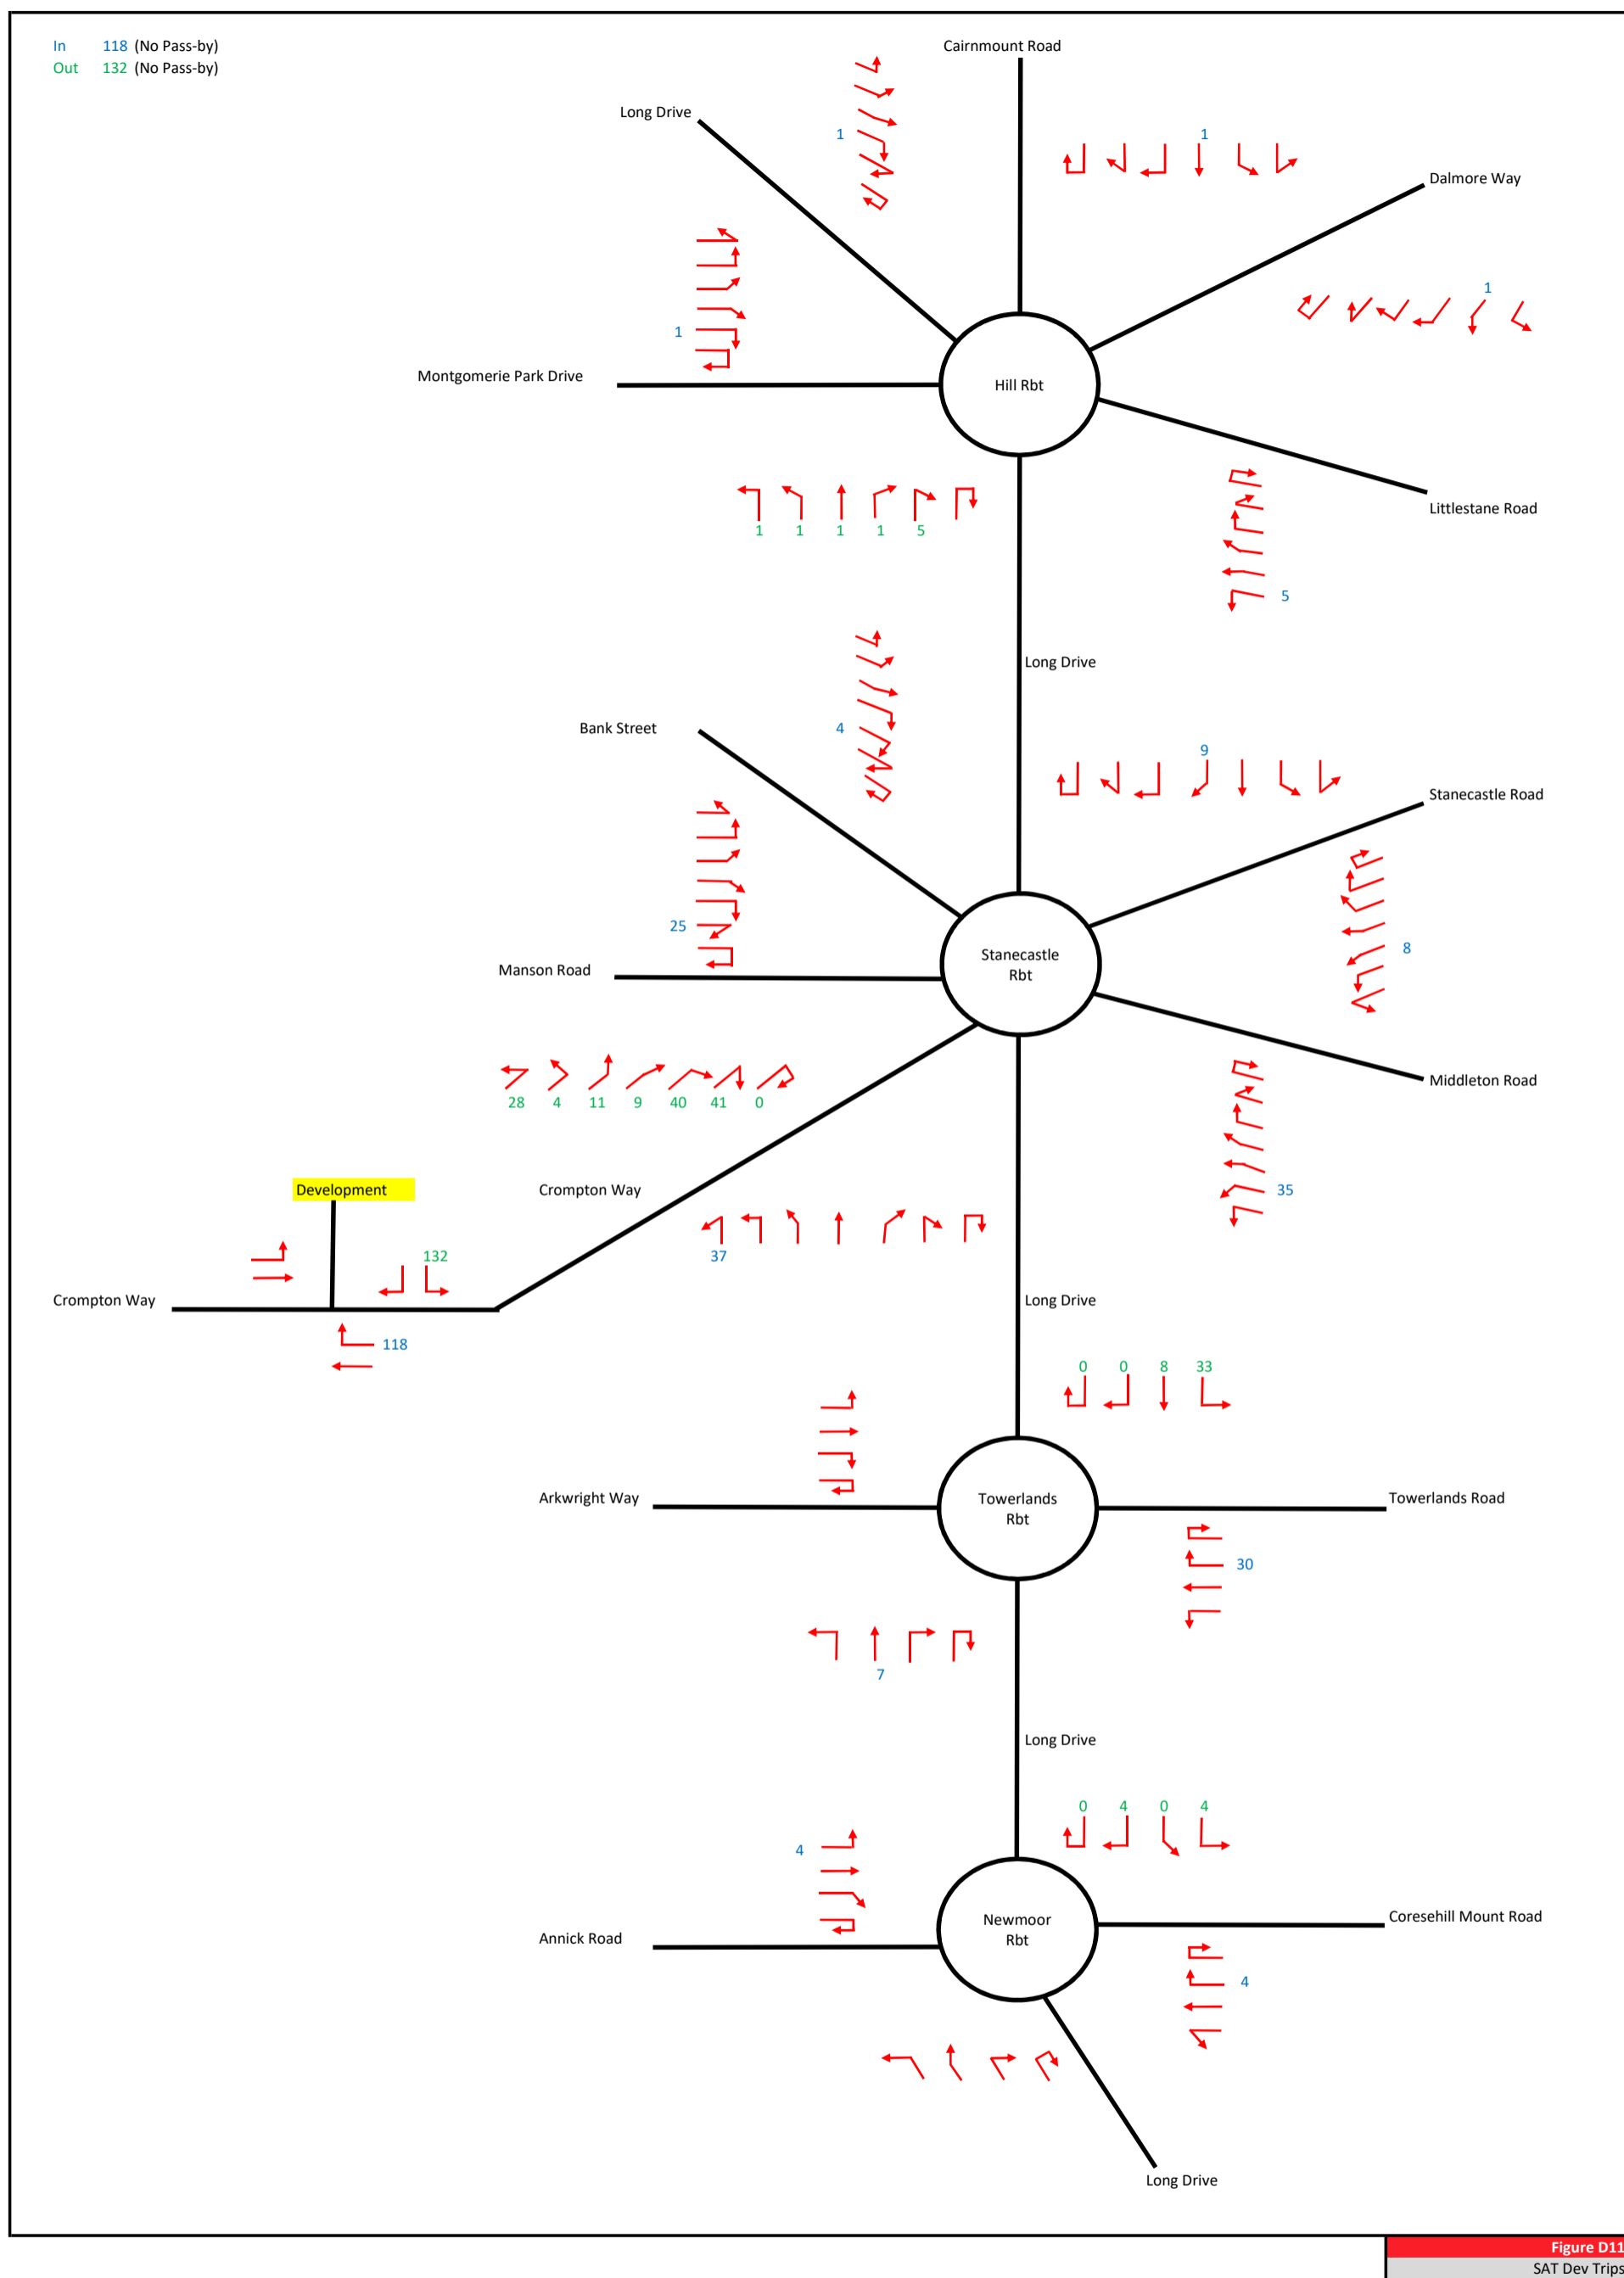 In 118 (No Pass-by)
Out 132 (No Pass-by)
Cairnmount Road
Long Drive
1
1
Dalmore Way
1
1
Montgomerie Park Drive
Hill Rbt
Littlestane Road
1 1 1 1 5
5
Long Drive
Bank Street
4
9
Stanecastle Road
25
8
Stanecastle
Rbt
Manson Road
Middleton Road
28 4 11 9 40 41 0
Development
Crompton Way
35
37
132
Crompton Way
Long Drive
118
0 0 8 33
Arkwright Way
Towerlands
Rbt
Towerlands Road
30
7
Long Drive
0 4 0 4
4
Newmoor
Rbt
Coresehill Mount Road
Annick Road
4
Long Drive
Figure D11
SAT Dev Trips